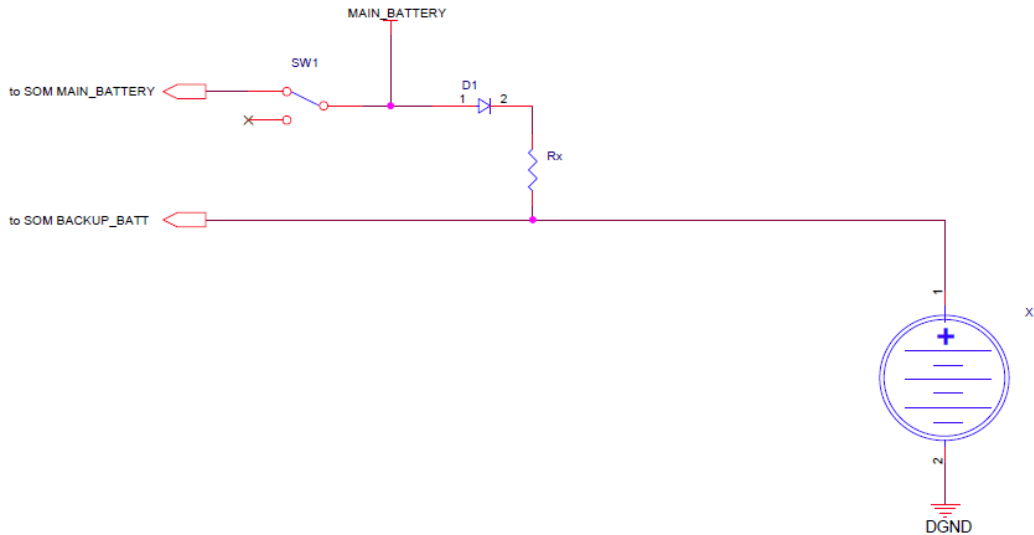 MAIN_BATTERY
SW1
to SOM MAIN_BATTERY
D1
1
2
Rx
to SOM BACKUP_BATT
1
X
+
2
DGND